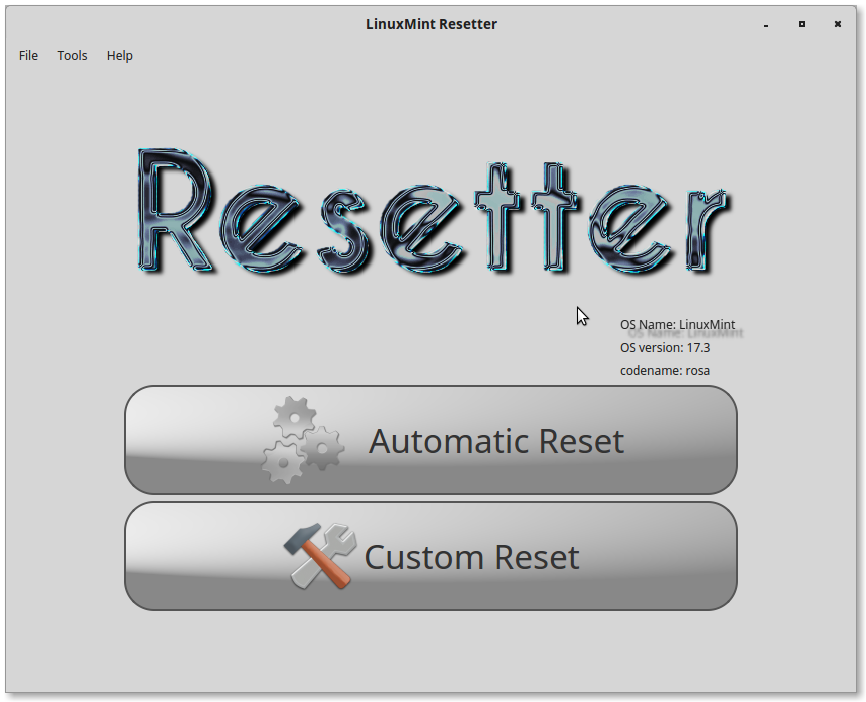 LinuxMint Resetter
File Tools Help
Resetter
OS Name: LinuxMint
OS version: 17.3
codename: rosa
Automatic Reset
Custom Reset